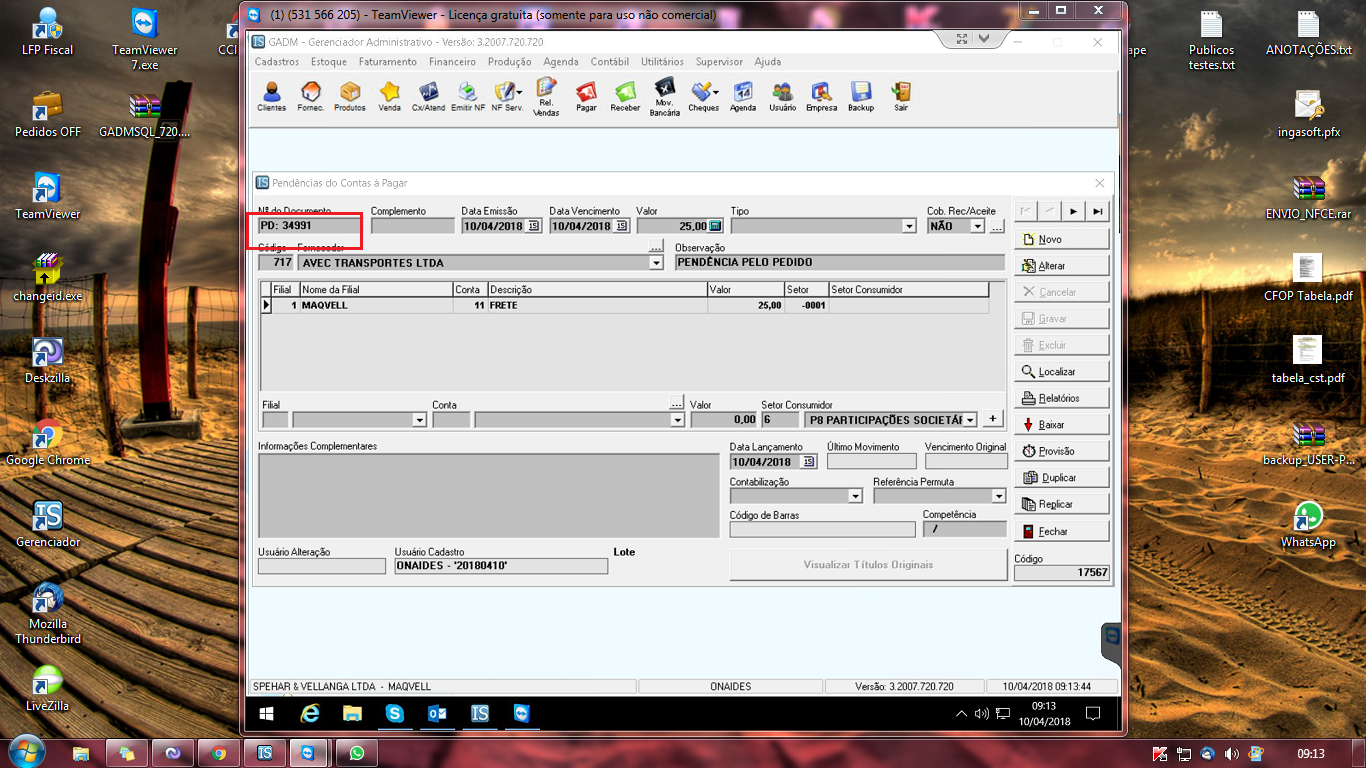 (1) (531 566 205) - TeamViewer - Licença gratuita (somente para uso não comercial)
GADM - Gerenciador Administrativo - Versão: 3.2007.720.720
Cadastros Estoque Faturamento Financeiro Produção Agenda Contábil Utilitários Supervisor Ajuda
Clientes Fornec. Produtos Venda Cx/Atend Emitir NF NF Serv. Rel. Vendas Pagar Receber Mov. Bancária Cheques Agenda Usuário Empresa Backup Sair
Pendências do Contas à Pagar
Nº do Documento Complemento Data Emissão Data Vencimento Valor Tipo Cob. Rec/Aceite
PD: 34991 10/04/2018 15 10/04/2018 15 25,00 NÃO ...
Código Fornecedor ... Observação
717 AVEC TRANSPORTES LTDA PENDÊNCIA PELO PEDIDO
Filial Nome da Filial Conta Descrição Valor Setor Setor Consumidor
1 MAQVELL 11 FRETE 25,00 -0001
Filial Conta ... Valor Setor Consumidor
0,00 6 P8 PARTICIPAÇÕES SOCIETÁF +
Informações Complementares
Data Lançamento Último Movimento Vencimento Original
10/04/2018 15
Contabilização Referência Permuta
Código de Barras Competência
/
Usuário Alteração Usuário Cadastro Lote
ONAIDES - '20180410'
Visualizar Títulos Originais
Novo
Alterar
Cancelar
Gravar
Excluir
Localizar
Relatórios
Baixar
Provisão
Duplicar
Replicar
Fechar
Código
17567
SPEHAR & VELLANGA LTDA - MAQVELL ONAIDES Versão: 3.2007.720.720 10/04/2018 09:13:44
09:13
10/04/2018
LFP Fiscal
TeamViewer
7.exe
CCI
Pedidos OFF
GADMSQL_720....
TeamViewer
changeid.exe
Deskzilla
Google Chrome
Gerenciador
Mozilla
Thunderbird
LiveZilla
ape
Publicos
testes.txt
ANOTAÇÕES.txt
ingasoft.pfx
ENVIO_NFCE.rar
CFOP Tabela.pdf
tabela_cst.pdf
backup_USER-P...
WhatsApp
09:13